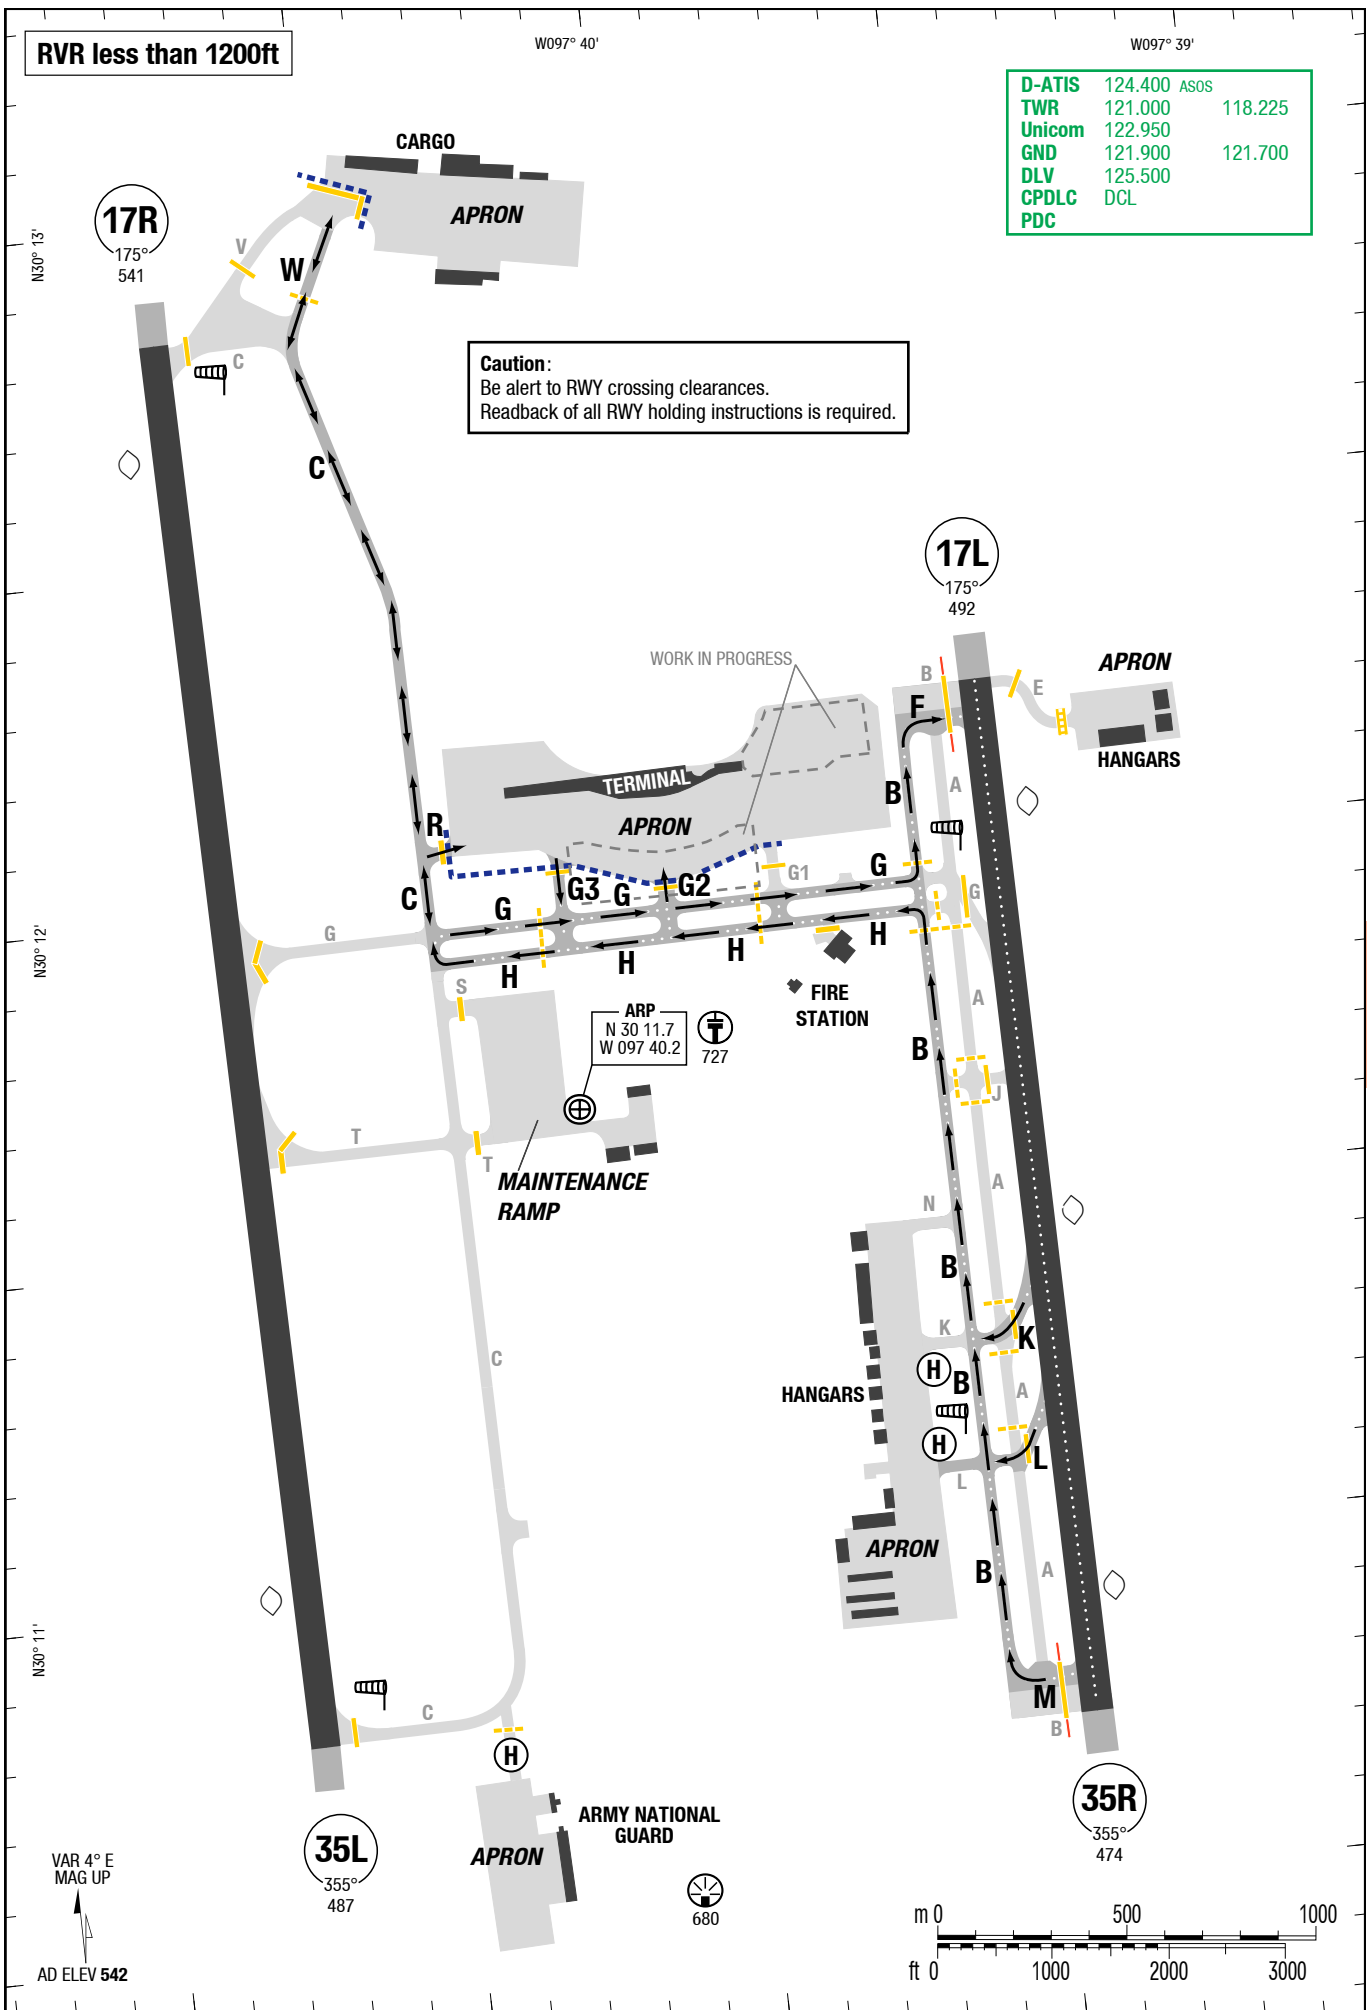 W097° 40'
W097° 39'
RVR less than 1200ft
D-ATIS 124.400 ASOS
TWR 121.000 118.225
Unicom 122.950
GND 121.900 121.700
DLV 125.500
CPDLC DCL
PDC
CARGO
APRON
17R
175°
541
N30° 13'
V
W
C
Caution:
Be alert to RWY crossing clearances.
Readback of all RWY holding instructions is required.
C
17L
175°
492
WORK IN PROGRESS
B
E
APRON
F
HANGARS
TERMINAL
A
B
R
APRON
G1
G
G3
G
G2
G
C
G
G
H
H
H
H
N30° 12'
S
FIRE
STATION
A
ARP
N 30 11.7
W 097 40.2
727
B
J
T
T
MAINTENANCE
RAMP
A
N
B
K
K
C
H
B
A
HANGARS
H
L
L
APRON
B
A
N30° 11'
M
B
C
H
35R
355°
474
ARMY NATIONAL
GUARD
APRON
35L
355°
487
VAR 4° E
MAG UP
680
AD ELEV 542
m 0 500 1000
ft 0 1000 2000 3000